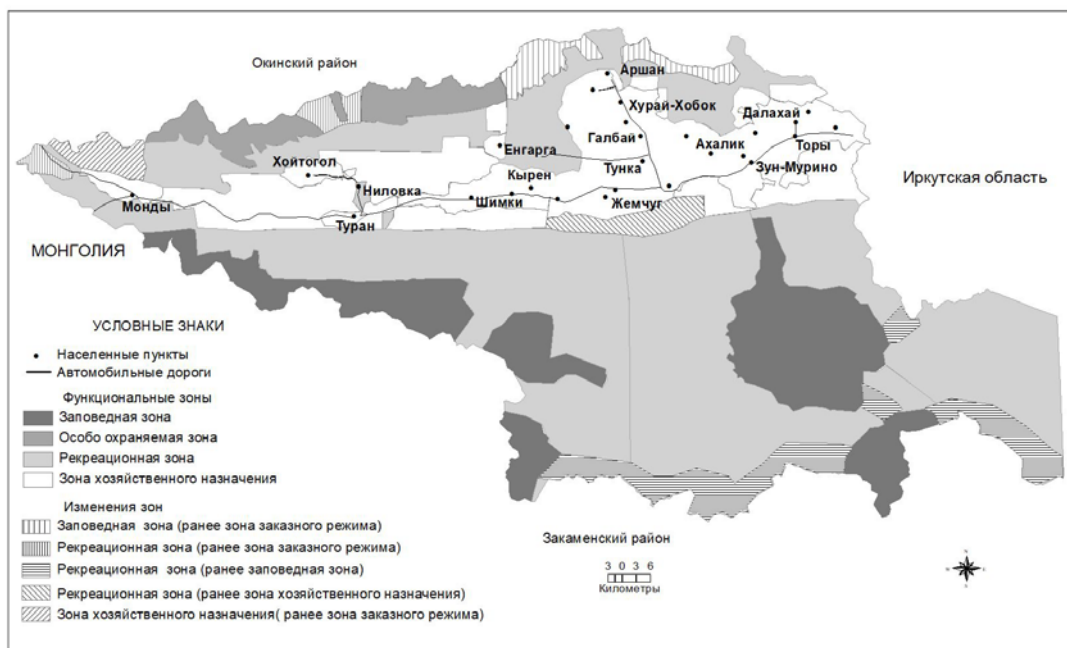 Окинский район
Аршан
Хурай-Хобок
Далахай
Галбай
Ахалик
Торы
Енгарга
Тунка
Зун-Мурино
Хойтогол
Кырен
Иркутская область
Ниловка
Монды
Шимки
Жемчуг
Туран
МОНГОЛИЯ
УСЛОВНЫЕ ЗНАКИ
Населенные пункты
Автомобильные дороги
Функциональные зоны
Заповедная зона
Особо охраняемая зона
Рекреационная зона
Зона хозяйственного назначения
Изменения зон
Заповедная зона (ранее зона заказного режима)
Рекреационная зона (ранее зона заказного режима)
Рекреационная зона (ранее заповедная зона)
Рекреационная зона (ранее зона хозяйственного назначения)
Зона хозяйственного назначения( ранее зона заказного режима)
Закаменский район
3 0 3 6
Километры